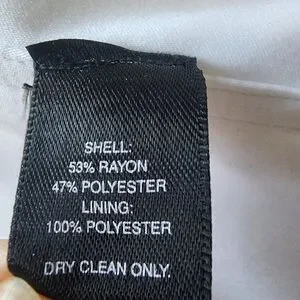 SHELL:
53% RAYON
47% POLYESTER
LINING:
100% POLYESTER
DRY CLEAN ONLY.